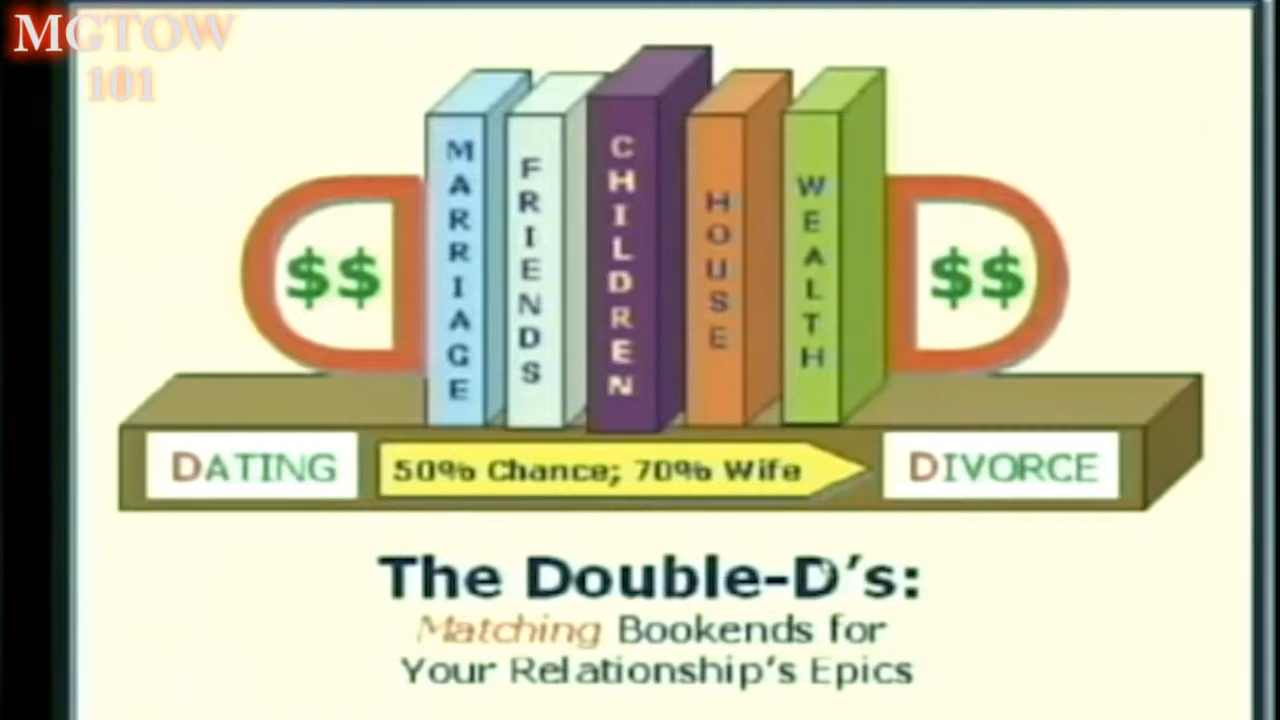 MGTOW
101
MARRIAGE
FRIENDS
CHILDREN
HOUSE
WEALTH
$$
$$
DATING
50% Chance; 70% Wife
DIVORCE
The Double-D's:
Matching Bookends for
Your Relationship's Epics